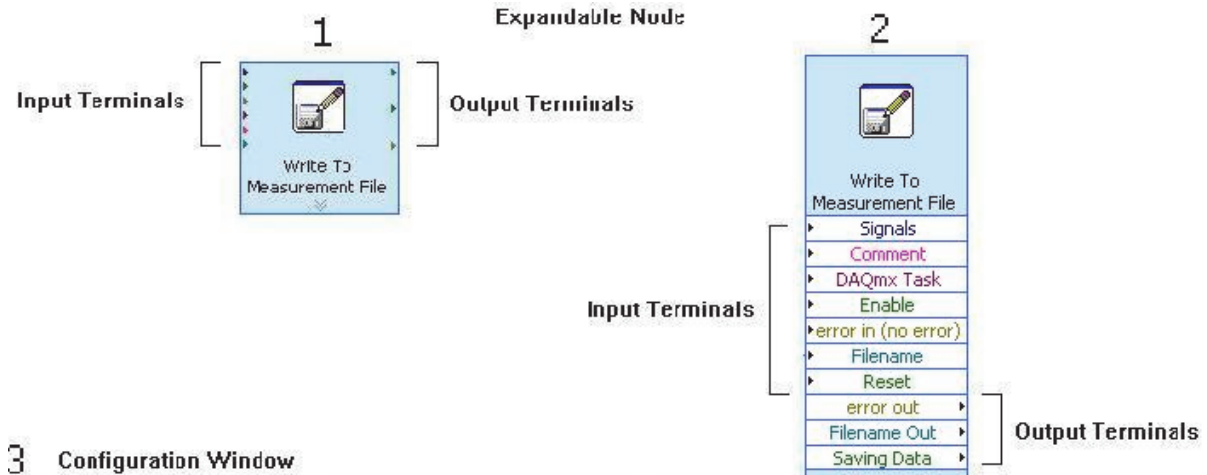 Expandable Node
1
2
Input Terminals
Output Terminals
Write To
Measurement File
Write To
Measurement File
Signals
Comment
DAQmx Task
Enable
error in (no error)
Filename
Reset
error out
Filename Out
Saving Data
Input Terminals
Output Terminals
3 Configuration Window